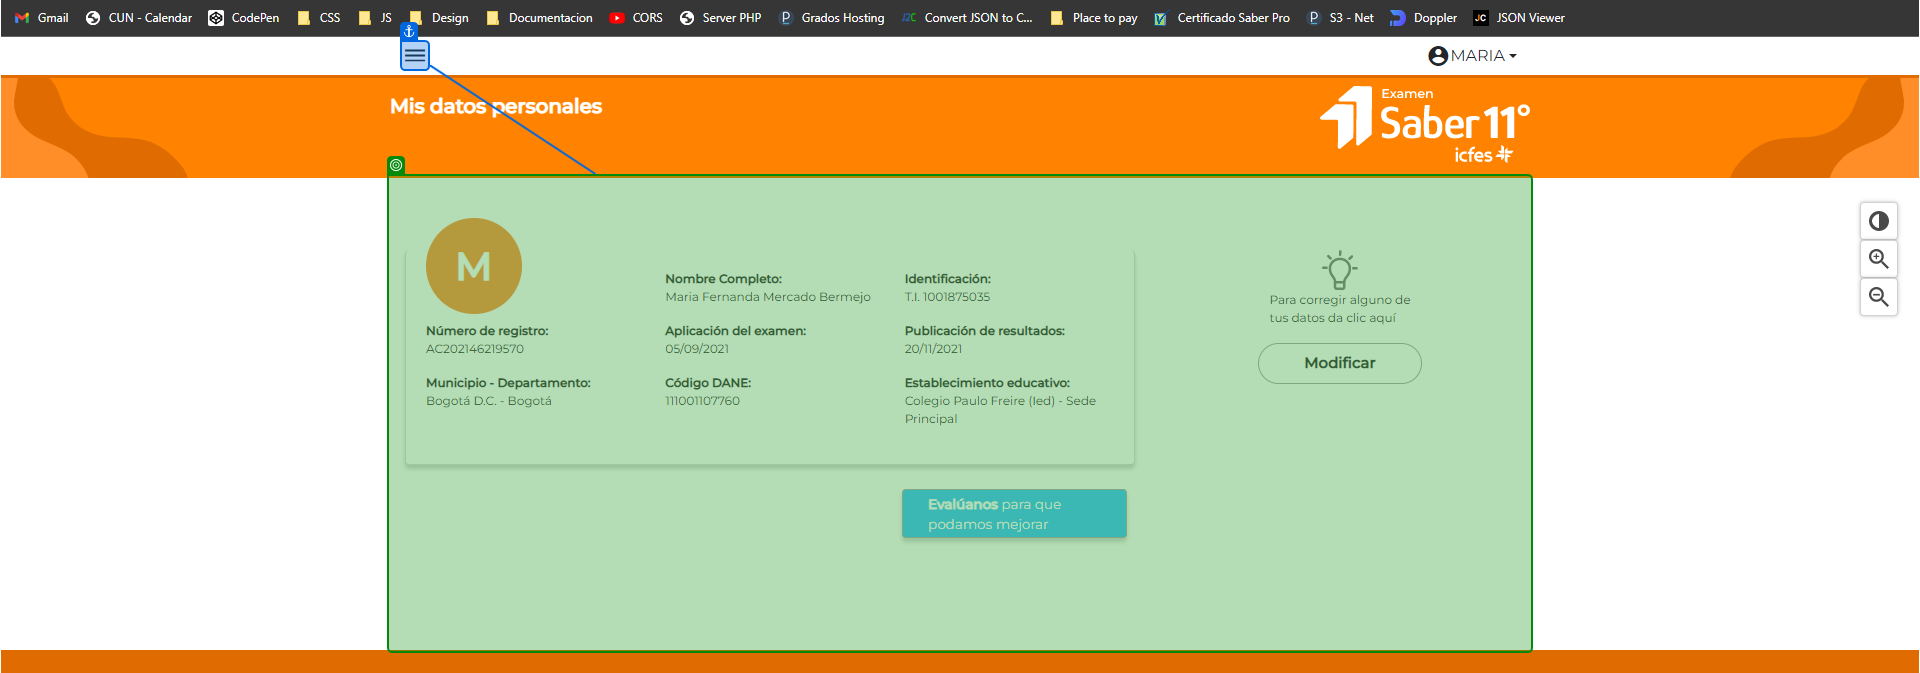 Gmail CUN - Calendar CodePen CSS JS Design Documentacion CORS Server PHP Grados Hosting Convert JSON to C... Place to pay Certificado Saber Pro S3 - Net Doppler JSON Viewer
MARIA
Mis datos personales
Examen
Saber 11°
icfes
M
Nombre Completo:
Maria Fernanda Mercado Bermejo
Identificación:
T.I. 1001875035
Número de registro:
AC202146219570
Aplicación del examen:
05/09/2021
Publicación de resultados:
20/11/2021
Municipio - Departamento:
Bogotá D.C. - Bogotá
Código DANE:
111001107760
Establecimiento educativo:
Colegio Paulo Freire (Ied) - Sede
Principal
Para corregir alguno de
tus datos da clic aquí
Modificar
Evalúanos para que
podamos mejorar